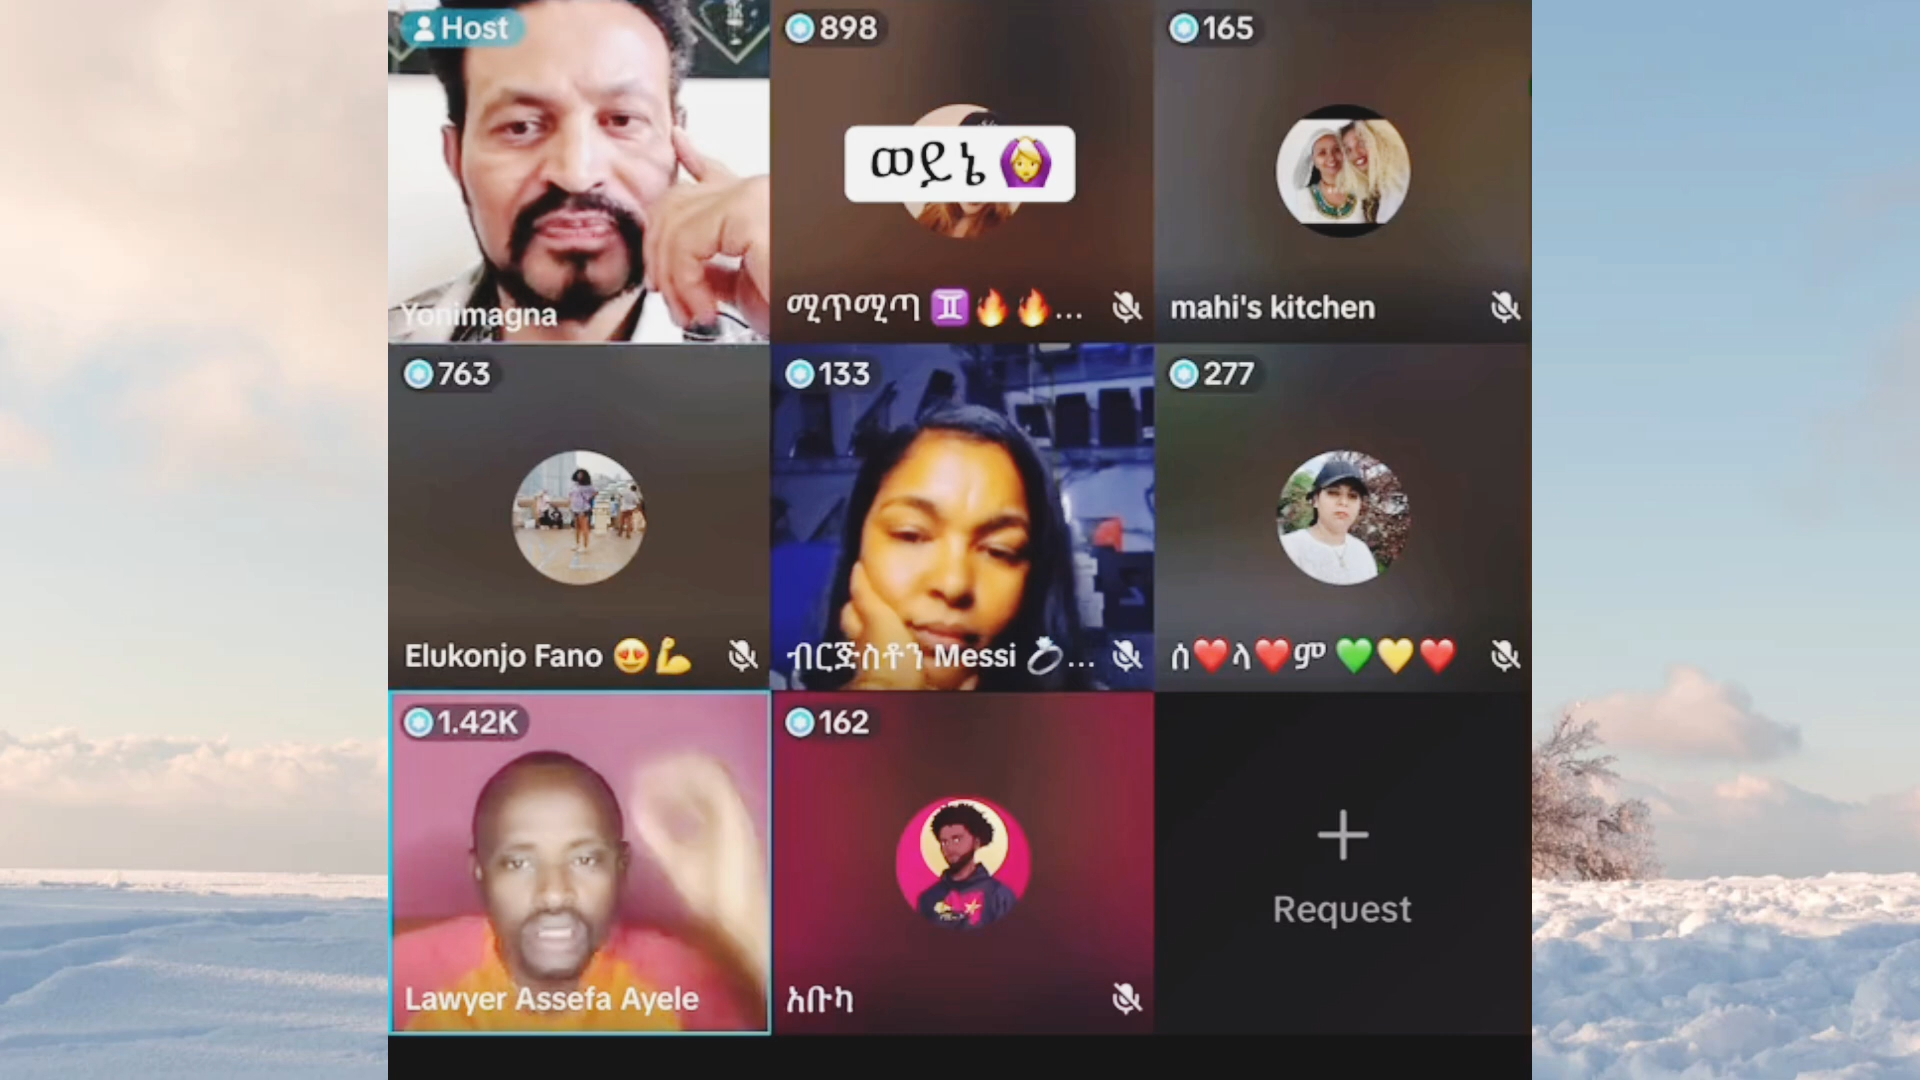 Host
898
165
ወይኔ 🙆‍♀️
Yonimagna
ሚጥሚጣ ♊🔥🔥...
mahi's kitchen
763
133
277
Elukonjo Fano 😍💪
ብርጅስቶን Messi 💍...
ሰ❤️ላ❤️ም 💚💛❤️
1.42K
162
Request
Lawyer Assefa Ayele
አቡካ